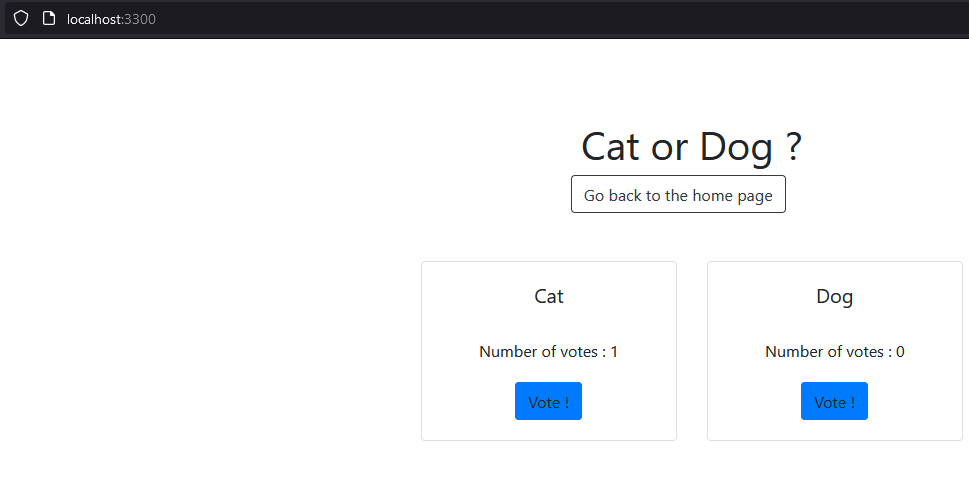 localhost:3300
Cat or Dog ?
Go back to the home page
Cat
Number of votes : 1
Vote !
Dog
Number of votes : 0
Vote !